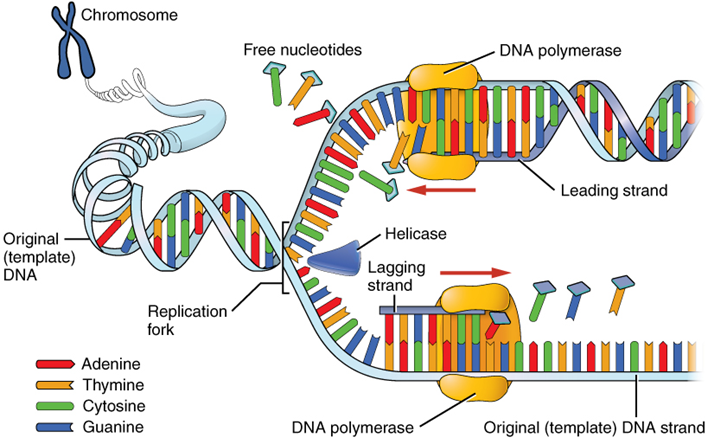 Chromosome
Free nucleotides
DNA polymerase
Leading strand
Helicase
Original
(template)
DNA
Lagging
strand
Replication
fork
Adenine
Thymine
Cytosine
Guanine
DNA polymerase
Original (template) DNA strand